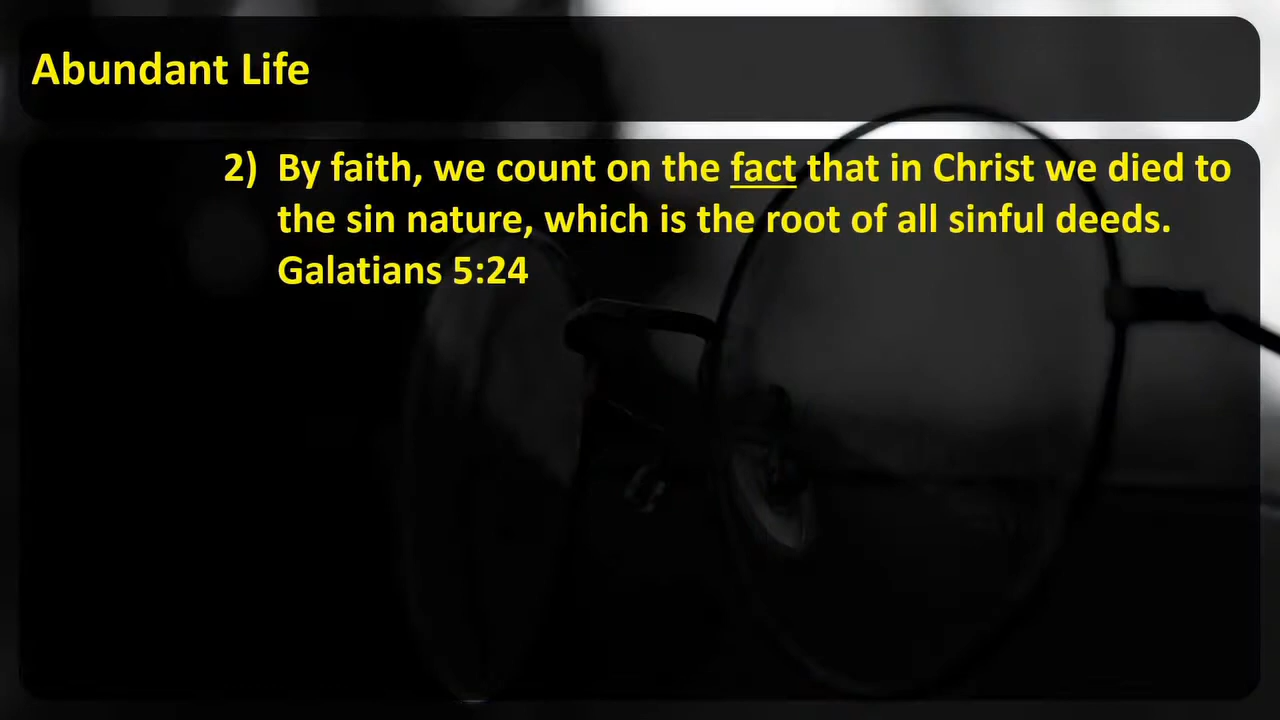 Abundant Life
2) By faith, we count on the fact that in Christ we died to
the sin nature, which is the root of all sinful deeds.
Galatians 5:24